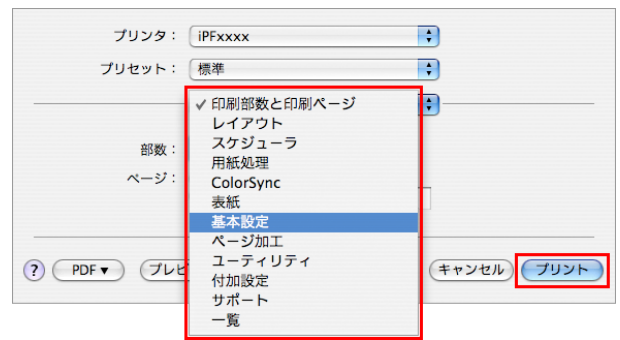 プリンタ： iPFxxxx
プリセット： 標準
✓ 印刷部数と印刷ページ
レイアウト
スケジューラ
部数：
用紙処理
ページ：
ColorSync
表紙
基本設定
ページ加工
ユーティリティ
? PDF▼ プレビ キャンセル プリント
付加設定
サポート
一覧